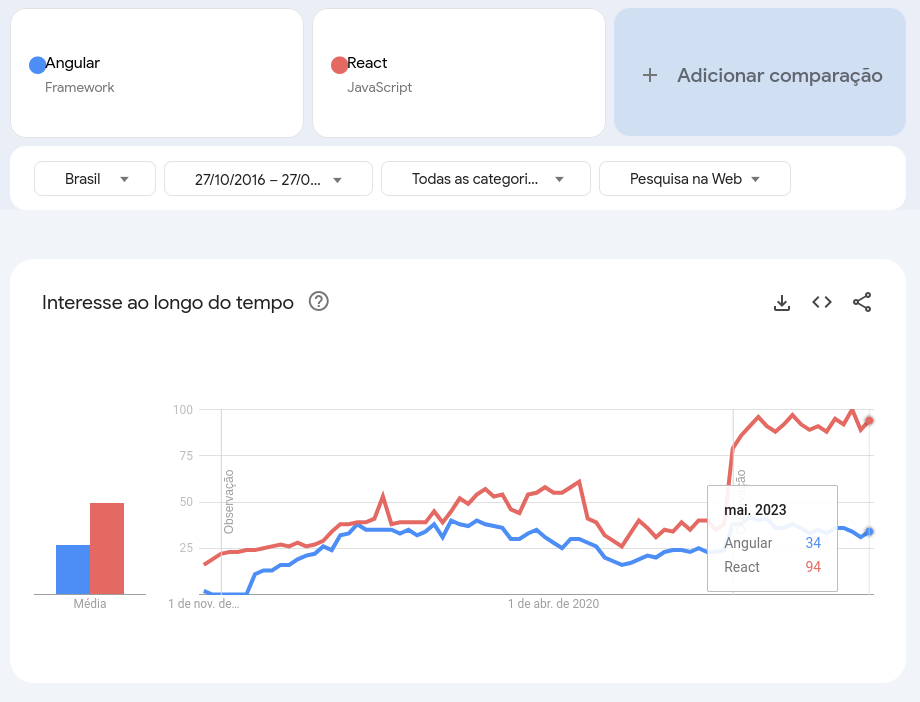 Angular
Framework
React
JavaScript
Adicionar comparação
Brasil
27/10/2016 – 27/0...
Todas as categori...
Pesquisa na Web
Interesse ao longo do tempo
100
75
50
25
Observação
ção
Média
1 de nov. de…
1 de abr. de 2020
mai. 2023
Angular 34
React 94